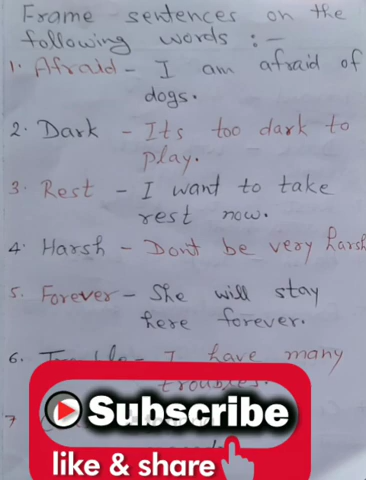 Frame sentences on the
following words :-
1. Afraid - I am afraid of
dogs.
2. Dark - Its too dark to
play.
3. Rest - I want to take
rest now.
4. Harsh - Dont be very harsh
5. Forever - She will stay
here forever.
6. I have many
troubles.
7
Subscribe
like & share